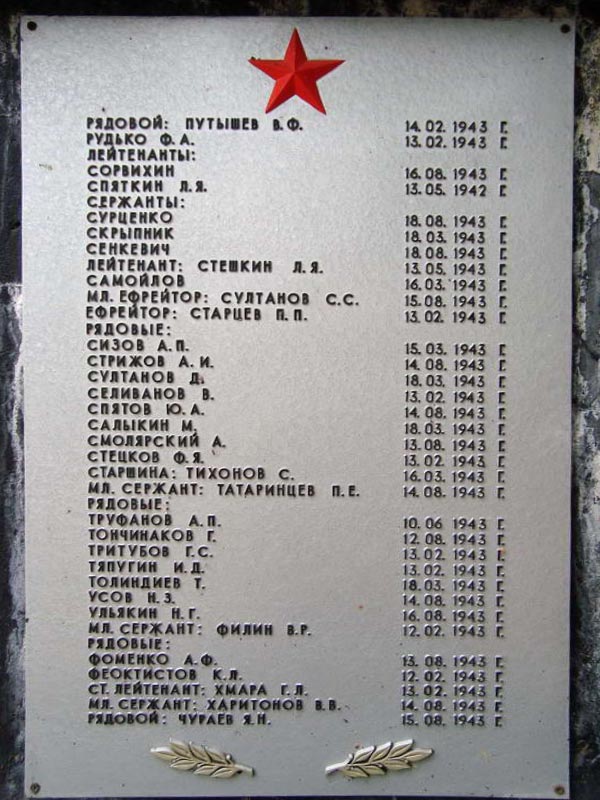 РЯДОВОЙ: ПУТЫШЕВ В.Ф. 14.02.1943 Г.
РУДЬКО Ф.А. 13.02.1943 Г.
ЛЕЙТЕНАНТЫ:
СОРВИХИН 16.08.1943 Г.
СПЯТКИН Л.Я. 13.05.1942 Г.
СЕРЖАНТЫ:
СУРЦЕНКО 18.08.1943 Г.
СКРЫПНИК 18.03.1943 Г.
СЕНКЕВИЧ 18.08.1943 Г.
ЛЕЙТЕНАНТ: СТЕШКИН Л.Я. 13.05.1943 Г.
САМОЙЛОВ 16.03.1943 Г.
МЛ. ЕФРЕЙТОР: СУЛТАНОВ С.С. 15.08.1943 Г.
ЕФРЕЙТОР: СТАРЦЕВ П.П. 13.02.1943 Г.
РЯДОВЫЕ:
СИЗОВ А.П. 15.03.1943 Г.
СТРИЖОВ А.И. 14.08.1943 Г.
СУЛТАНОВ Д. 18.03.1943 Г.
СЕЛИВАНОВ В. 13.02.1943 Г.
СПЯТОВ Ю.А. 14.08.1943 Г.
САЛЫКИН М. 18.03.1943 Г.
СМОЛЯРСКИЙ А. 13.08.1943 Г.
СТЕЦКОВ Ф.Я. 13.02.1943 Г.
СТАРШИНА: ТИХОНОВ С. 16.03.1943 Г.
МЛ. СЕРЖАНТ: ТАТАРИНЦЕВ П.Е. 14.08.1943 Г.
РЯДОВЫЕ:
ТРУФАНОВ А.П. 10.06 1943 Г.
ТОНЧИНАКОВ Г. 12.08.1943 Г.
ТРИТУБОВ Г.С. 13.02.1943 Г.
ТЯПУГИН И.Д. 13.02.1943 Г.
ТОЛИНДИЕВ Т. 18.03.1943 Г.
УСОВ Н.З. 14.08.1943 Г.
УЛЬЯКИН Н.Г. 16.08.1943 Г.
МЛ. СЕРЖАНТ: ФИЛИН В.Р. 12.02.1943 Г.
РЯДОВЫЕ:
ФОМЕНКО А.Ф. 13.08.1943 Г.
ФЕОКТИСТОВ К.Л. 12.02.1943 Г.
СТ. ЛЕЙТЕНАНТ: ХМАРА Г.Л. 13.02.1943 Г.
МЛ. СЕРЖАНТ: ХАРИТОНОВ В.В. 14.08.1943 Г.
РЯДОВОЙ: ЧУРАЕВ Я.Н. 15.08.1943 Г.